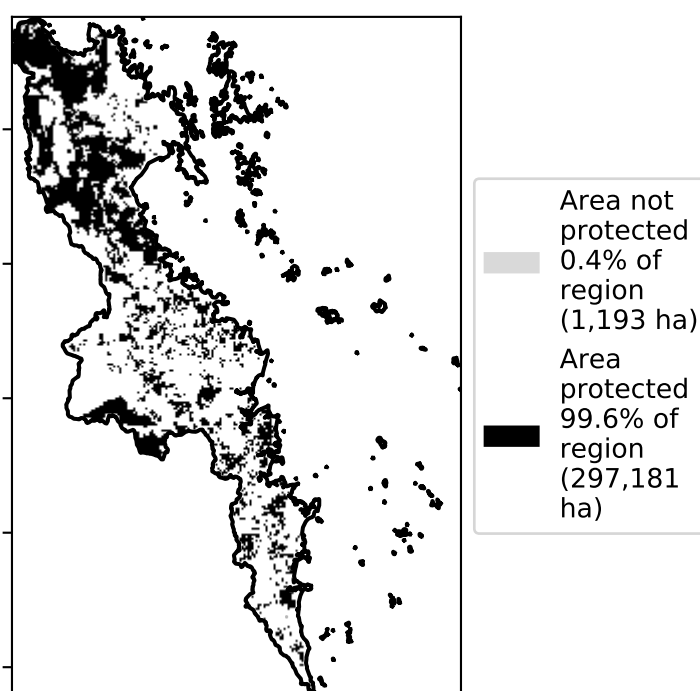 Area not
protected
0.4% of
region
(1,193 ha)
Area
protected
99.6% of
region
(297,181
ha)